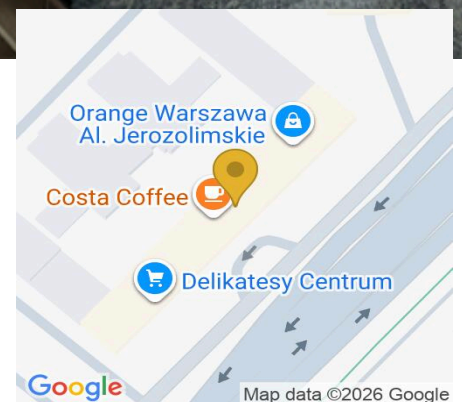 Orange Warszawa
Al. Jerozolimskie
Costa Coffee
Delikatesy Centrum
Google
Map data ©2026 Google